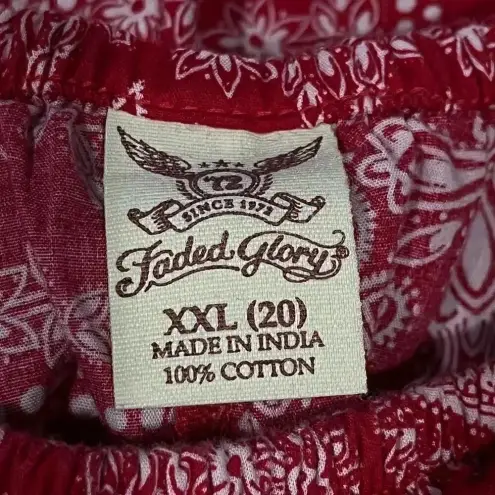 72
SINCE 1972
Faded Glory
XXL (20)
MADE IN INDIA
100% COTTON